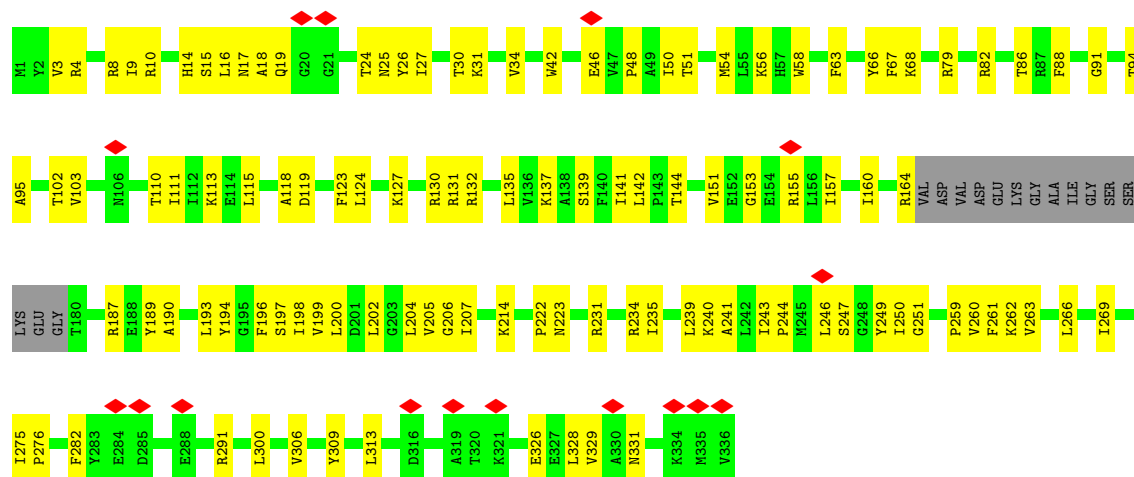 M1 Y2 V3 R4 R8 I9 R10 H14 S15 L16 N17 A18 Q19 G20 G21 T24 N25 Y26 I27 T30 K31 V34 W42 E46 V47 P48 A49 I50 T51 M54 L55 K56 H57 W58 F63 Y66 F67 K68 R79 R82 T86 R87 F88 G91 T94
A95 T102 V103 N106 T110 I111 I112 K113 E114 L115 A118 D119 F123 L124 K127 R130 R131 R132 L135 V136 K137 A138 S139 F140 I141 L142 P143 T144 V151 E152 G153 E154 R155 L156 I157 I160 R164 VAL ASP VAL ASP GLU LYS GLY ALA ILE GLY SER SER
LYS GLU GLY T180 R187 E188 Y189 A190 L193 Y194 G195 F196 S197 I198 V199 L200 D201 L202 G203 L204 V205 G206 I207 K214 P222 N223 R231 R234 I235 L239 K240 A241 L242 I243 P244 M245 L246 S247 G248 Y249 I250 G251 P259 V260 F261 K262 V263 L266 I269
I275 P276 F282 Y283 E284 D285 E288 R291 L300 V306 Y309 L313 D316 A319 T320 K321 E326 E327 L328 V329 A330 N331 K334 M335 V336